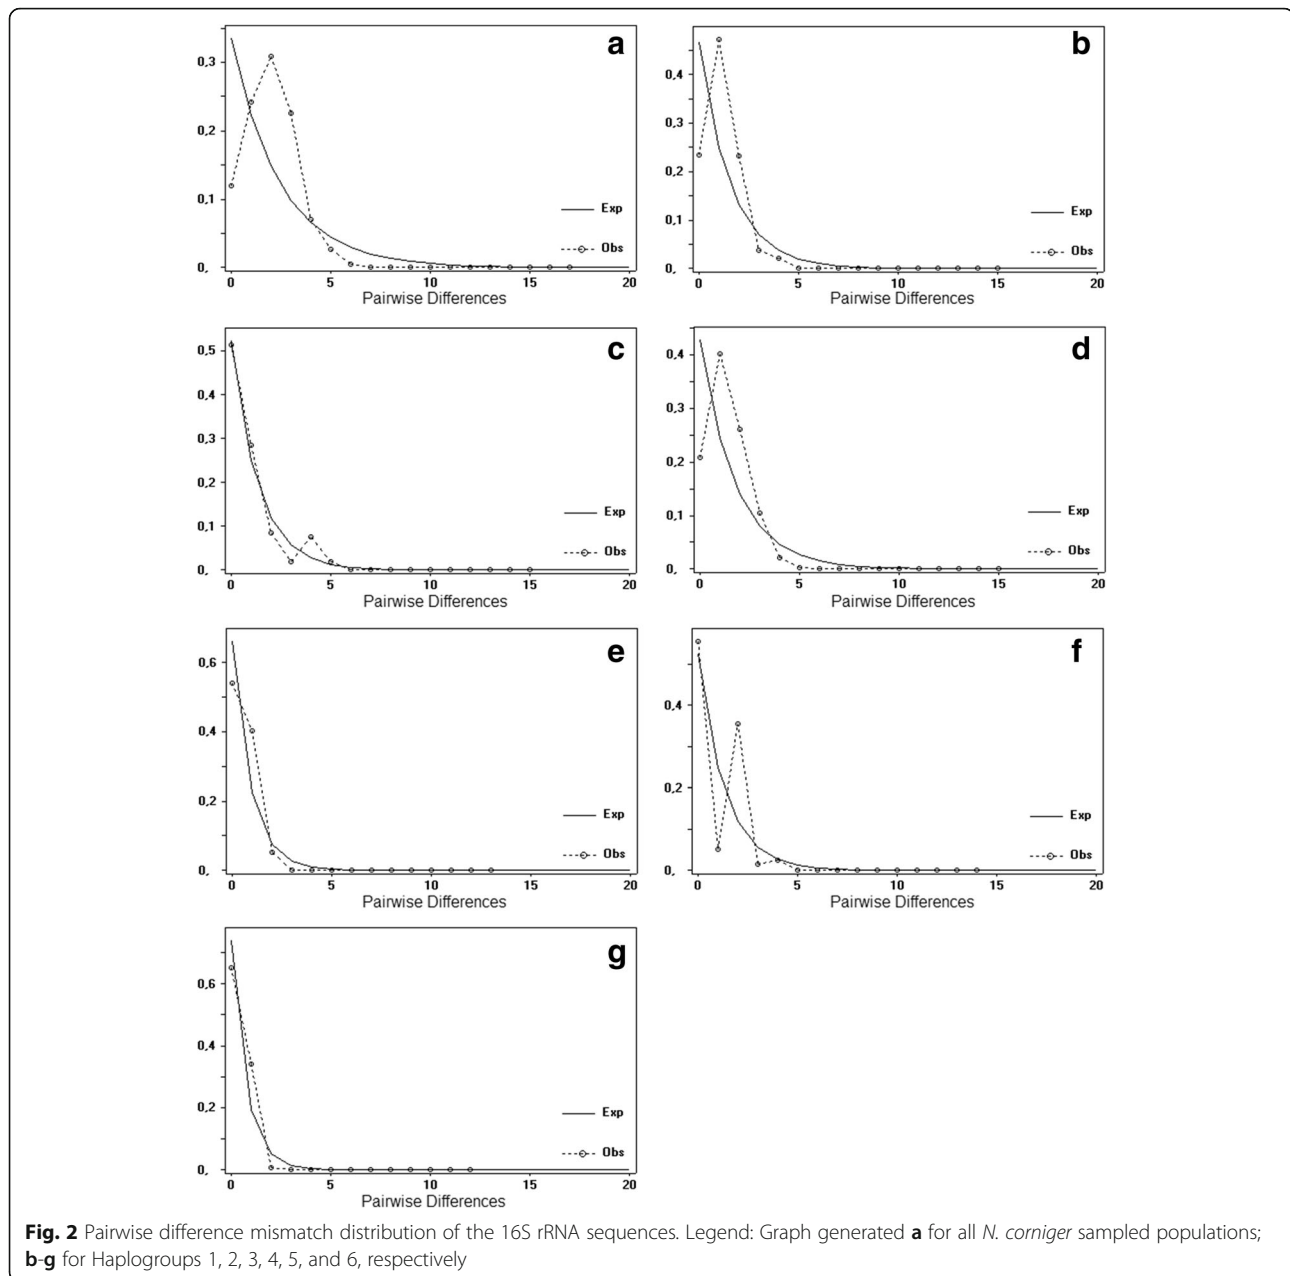 a
0,3
0,2
0,1
0,
Exp
Obs
0 5 10 15 20
Pairwise Differences
b
0,4
0,3
0,2
0,1
0,
Exp
Obs
0 5 10 15 20
Pairwise Differences
c
0,5
0,4
0,3
0,2
0,1
0,
Exp
Obs
0 5 10 15 20
Pairwise Differences
d
0,4
0,3
0,2
0,1
0,
Exp
Obs
0 5 10 15 20
Pairwise Differences
e
0,6
0,4
0,2
0,
Exp
Obs
0 5 10 15 20
Pairwise Differences
f
0,4
0,2
0,
Exp
Obs
0 5 10 15 20
Pairwise Differences
g
0,6
0,4
0,2
0,
Exp
Obs
0 5 10 15 20
Pairwise Differences
Fig. 2 Pairwise difference mismatch distribution of the 16S rRNA sequences. Legend: Graph generated a for all N. corniger sampled populations;
b-g for Haplogroups 1, 2, 3, 4, 5, and 6, respectively